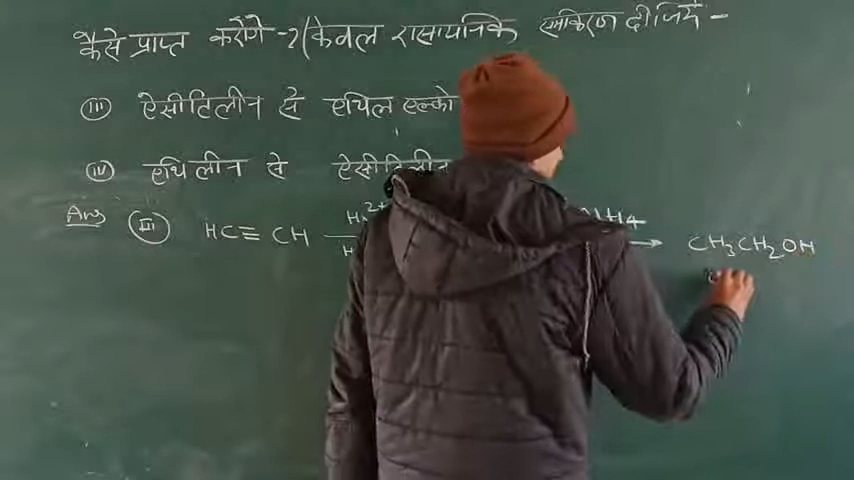 कैसे प्राप्त करोगे -? (केवल रासायनिक समीकरण दीजिये -
(iii) ऐसीटिलीन से एथिल एल्को
(iv) एथिलीन से ऐसीटिलीन
Ans (iii) HC≡CH H CH₃CH₂OH